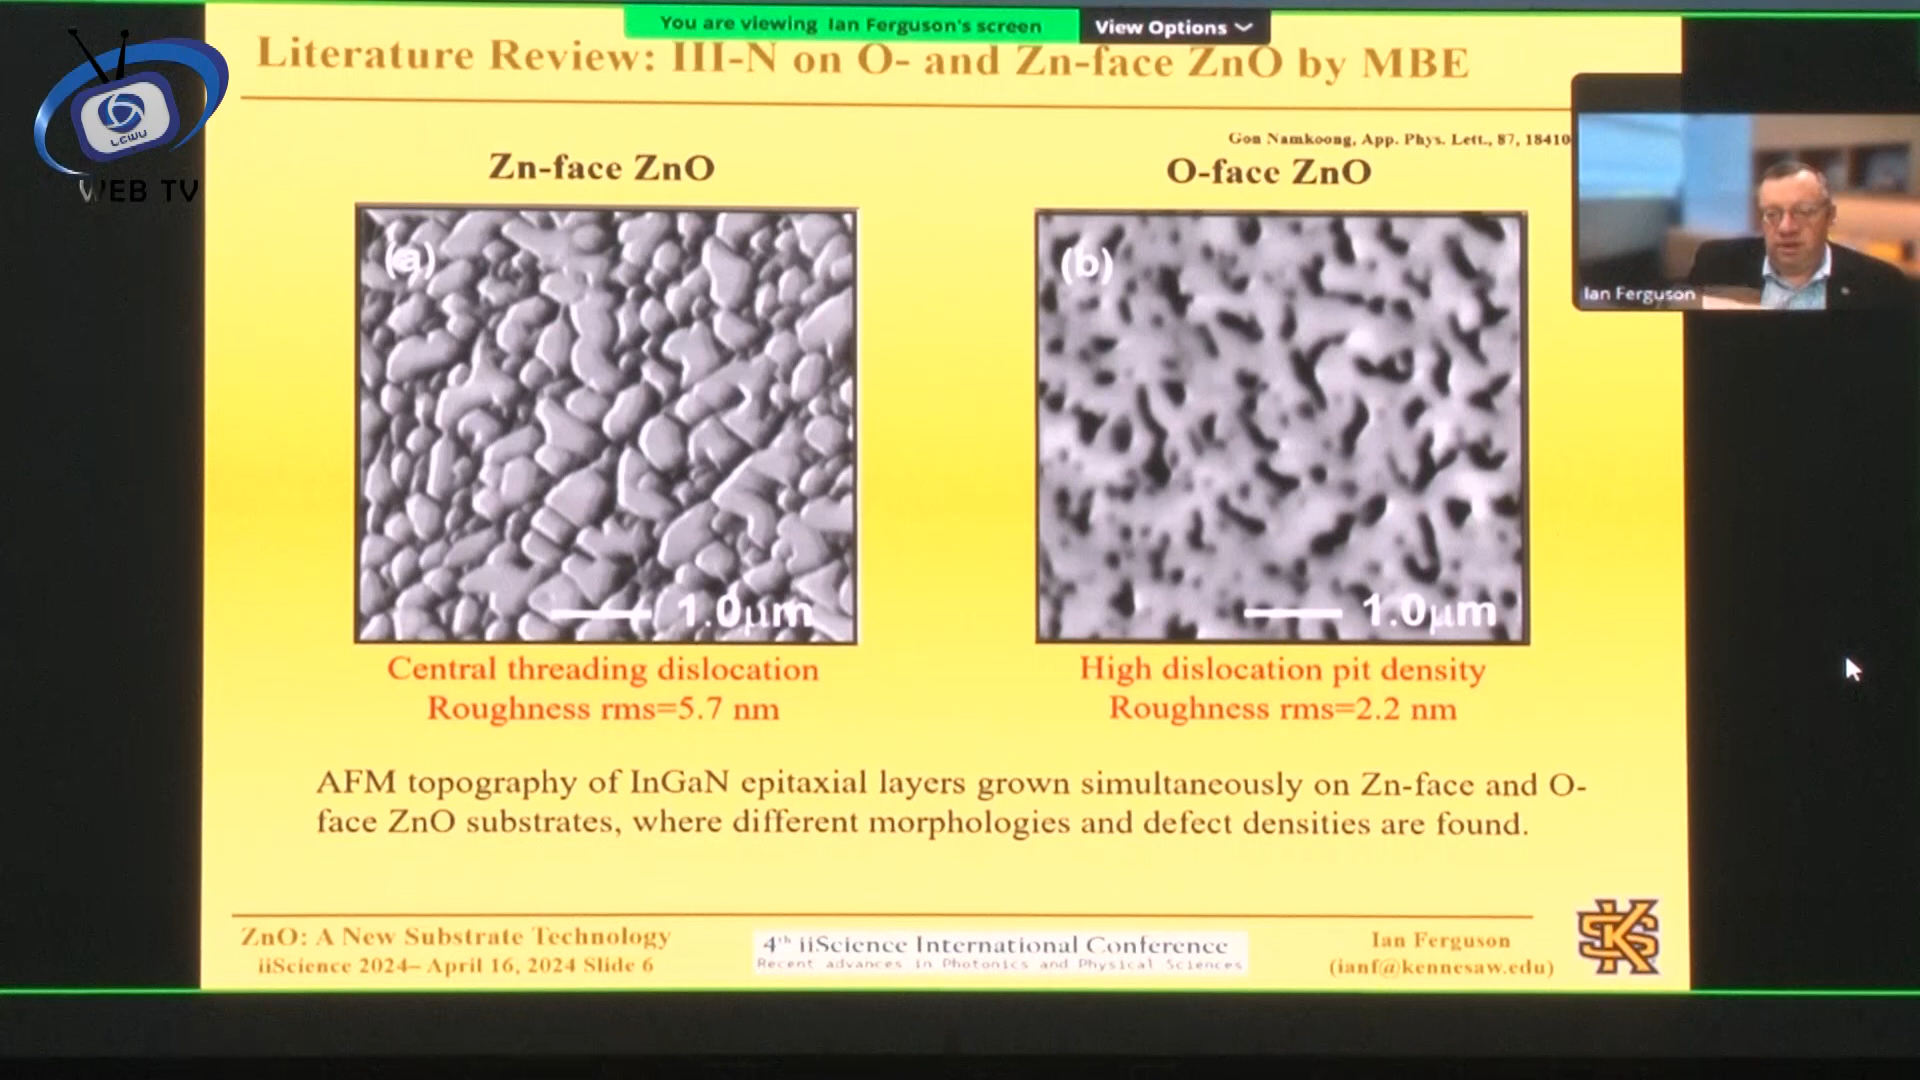 You are viewing Ian Ferguson's screen
View Options
Literature Review: III-N on O- and Zn-face ZnO by MBE
LCWU
WEB TV
Gon Namkoong, App. Phys. Lett., 87, 18410
Zn-face ZnO
O-face ZnO
(a)
(b)
Ian Ferguson
1.0µm
1.0µm
Central threading dislocation
Roughness rms=5.7 nm
High dislocation pit density
Roughness rms=2.2 nm
AFM topography of InGaN epitaxial layers grown simultaneously on Zn-face and O-
face ZnO substrates, where different morphologies and defect densities are found.
ZnO: A New Substrate Technology
iiScience 2024– April 16, 2024 Slide 6
4th iiScience International Conference
Recent advances in Photonics and Physical Sciences
Ian Ferguson
(ianf@kennesaw.edu)
KS